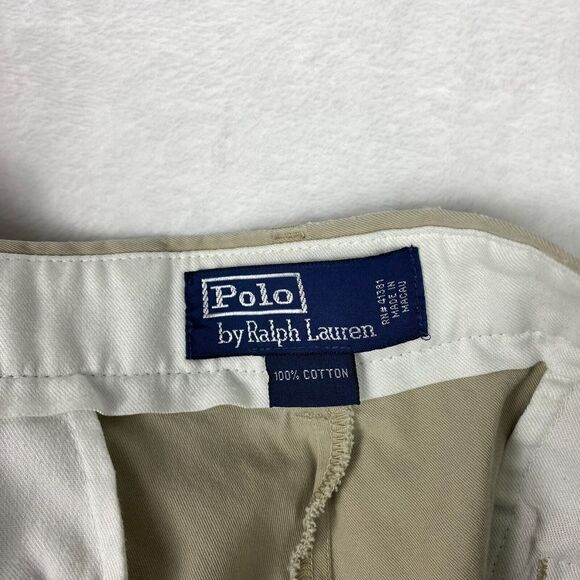 Polo
by Ralph Lauren
RN# 41381
MADE IN
MACAU
100% COTTON